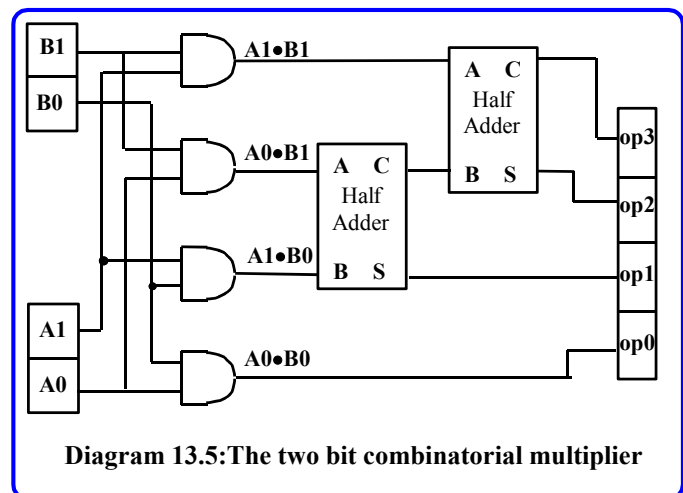 B1
B0
A1
A0
A1●B1
A0●B1
A1●B0
A0●B0
A C
Half
Adder
B S
A C
Half
Adder
B S
op3
op2
op1
op0
Diagram 13.5:The two bit combinatorial multiplier